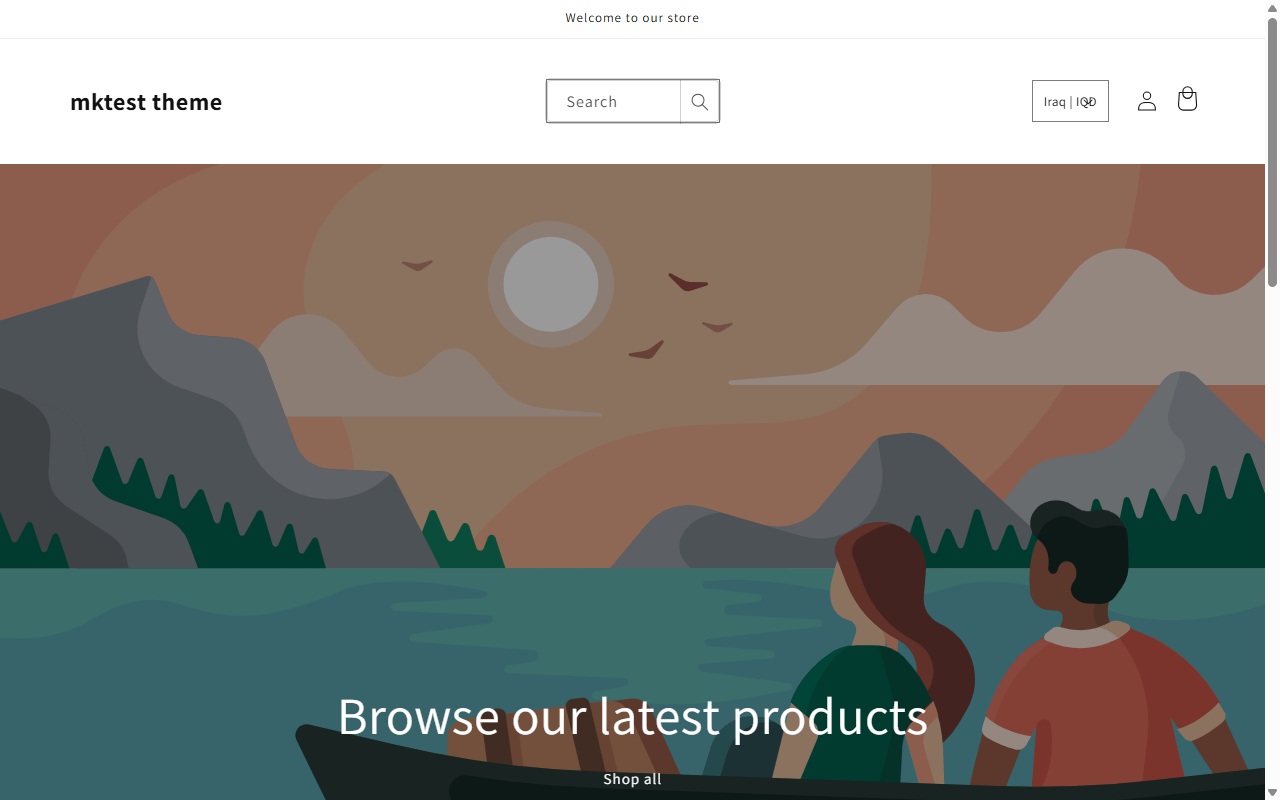 Welcome to our store
mktest theme
Search
Iraq | IQD
Browse our latest products
Shop all